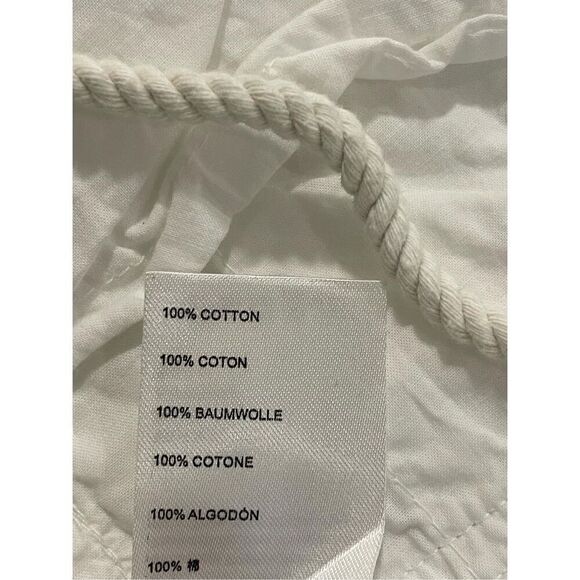 100% COTTON
100% COTON
100% BAUMWOLLE
100% COTONE
100% ALGODÓN
100% 棉